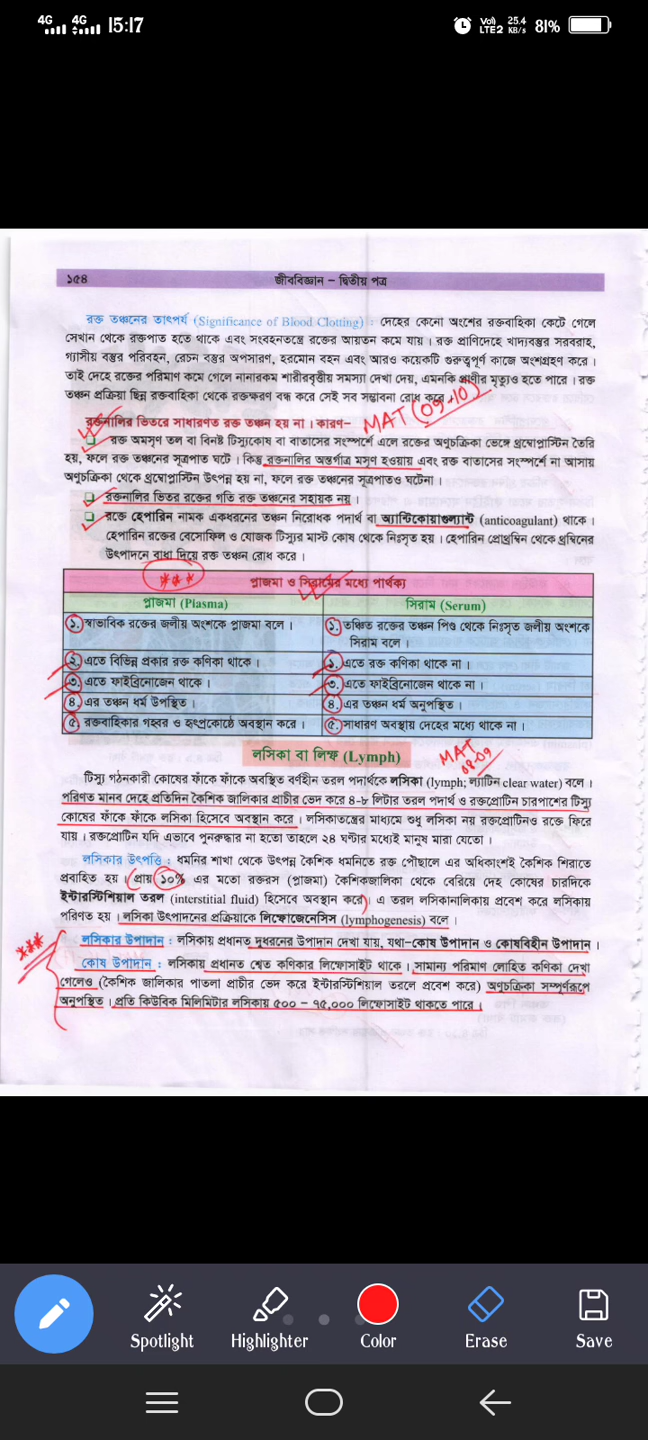 4G 4G 15:17 Vo) LTE2 25.4 KB/s 81%
১৫৪ জীববিজ্ঞান – দ্বিতীয় পত্র
রক্ত তঞ্চনের তাৎপর্য (Significance of Blood Clotting) : দেহের কেনো অংশের রক্তবাহিকা কেটে গেলে
সেখান থেকে রক্তপাত হতে থাকে এবং সংবহনতন্ত্রে রক্তের আয়তন কমে যায়। রক্ত প্রাণিদেহে খাদ্যবস্তুর সরবরাহ,
গ্যাসীয় বস্তুর পরিবহন, রেচন বস্তুর অপসারণ, হরমোন বহন এবং আরও কয়েকটি গুরুত্বপূর্ণ কাজে অংশগ্রহণ করে।
তাই দেহে রক্তের পরিমাণ কমে গেলে নানারকম শারীরবৃত্তীয় সমস্যা দেখা দেয়, এমনকি প্রাণীর মৃত্যুও হতে পারে। রক্ত
তঞ্চন প্রক্রিয়া ছিন্ন রক্তবাহিকা থেকে রক্তক্ষরণ বন্ধ করে সেই সব সম্ভাবনা রোধ করে।
MAT (09-10)
রক্তনালির ভিতরে সাধারণত রক্ত তঞ্চন হয় না। কারণ–
রক্ত অমসৃণ তল বা বিনষ্ট টিস্যুকোষ বা বাতাসের সংস্পর্শে এলে রক্তের অণুচক্রিকা ভেঙ্গে থ্রম্বোপ্লাস্টিন তৈরি
হয়, ফলে রক্ত তঞ্চনের সূত্রপাত ঘটে। কিন্তু রক্তনালির অন্তর্গাত্র মসৃণ হওয়ায় এবং রক্ত বাতাসের সংস্পর্শে না আসায়
অণুচক্রিকা থেকে থ্রম্বোপ্লাস্টিন উৎপন্ন হয় না, ফলে রক্ত তঞ্চনের সূত্রপাতও ঘটেনা।
রক্তনালির ভিতর রক্তের গতি রক্ত তঞ্চনের সহায়ক নয়।
রক্তে হেপারিন নামক একধরনের তঞ্চন নিরোধক পদার্থ বা অ্যান্টিকোয়াগুল্যান্ট (anticoagulant) থাকে।
হেপারিন রক্তের বেসোফিল ও যোজক টিস্যুর মাস্ট কোষ থেকে নিঃসৃত হয়। হেপারিন প্রোথ্রম্বিন থেকে থ্রম্বিনের
উৎপাদনে বাধা দিয়ে রক্ত তঞ্চন রোধ করে।
*** প্লাজমা ও সিরামের মধ্যে পার্থক্য
প্লাজমা (Plasma) সিরাম (Serum)
১. স্বাভাবিক রক্তের জলীয় অংশকে প্লাজমা বলে। ১. তঞ্চিত রক্তের তঞ্চন পিণ্ড থেকে নিঃসৃত জলীয় অংশকে
সিরাম বলে।
২. এতে বিভিন্ন প্রকার রক্ত কণিকা থাকে। ২. এতে রক্ত কণিকা থাকে না।
৩. এতে ফাইব্রিনোজেন থাকে। ৩. এতে ফাইব্রিনোজেন থাকে না।
৪. এর তঞ্চন ধর্ম উপস্থিত। ৪. এর তঞ্চন ধর্ম অনুপস্থিত।
৫. রক্তবাহিকার গহ্বর ও হৃৎপ্রকোষ্ঠে অবস্থান করে। ৫. সাধারণ অবস্থায় দেহের মধ্যে থাকে না।
লসিকা বা লিম্ফ (Lymph)
MAT 08-09
টিস্যু গঠনকারী কোষের ফাঁকে ফাঁকে অবস্থিত বর্ণহীন তরল পদার্থকে লসিকা (lymph; ল্যাটিন clear water) বলে।
পরিণত মানব দেহে প্রতিদিন কৈশিক জালিকার প্রাচীর ভেদ করে ৪-৮ লিটার তরল পদার্থ ও রক্তপ্রোটিন চারপাশের টিস্যু
কোষের ফাঁকে ফাঁকে লসিকা হিসেবে অবস্থান করে। লসিকাতন্ত্রের মাধ্যমে শুধু লসিকা নয় রক্তপ্রোটিনও রক্তে ফিরে
যায়। রক্তপ্রোটিন যদি এভাবে পুনরুদ্ধার না হতো তাহলে ২৪ ঘণ্টার মধ্যেই মানুষ মারা যেতো।
লসিকার উৎপত্তি : ধমনির শাখা থেকে উৎপন্ন কৈশিক ধমনিতে রক্ত পৌছালে এর অধিকাংশই কৈশিক শিরাতে
প্রবাহিত হয়। প্রায় ১০% এর মতো রক্তরস (প্লাজমা) কৈশিকজালিকা থেকে বেরিয়ে দেহ কোষের চারদিকে
ইন্টারস্টিশিয়াল তরল (interstitial fluid) হিসেবে অবস্থান করে। এ তরল লসিকানালিকায় প্রবেশ করে লসিকায়
পরিণত হয়। লসিকা উৎপাদনের প্রক্রিয়াকে লিম্ফোজেনেসিস (lymphogenesis) বলে।
*** লসিকার উপাদান : লসিকায় প্রধানত দুধরনের উপাদান দেখা যায়, যথা-কোষ উপাদান ও কোষবিহীন উপাদান।
কোষ উপাদান : লসিকায় প্রধানত শ্বেত কণিকার লিম্ফোসাইট থাকে। সামান্য পরিমাণ লোহিত কণিকা দেখা
গেলেও (কৈশিক জালিকার পাতলা প্রাচীর ভেদ করে ইন্টারস্টিশিয়াল তরলে প্রবেশ করে) অণুচক্রিকা সম্পূর্ণরূপে
অনুপস্থিত। প্রতি কিউবিক মিলিমিটার লসিকায় ৫০০ – ৭৫,০০০ লিম্ফোসাইট থাকতে পারে।
Spotlight Highlighter Color Erase Save